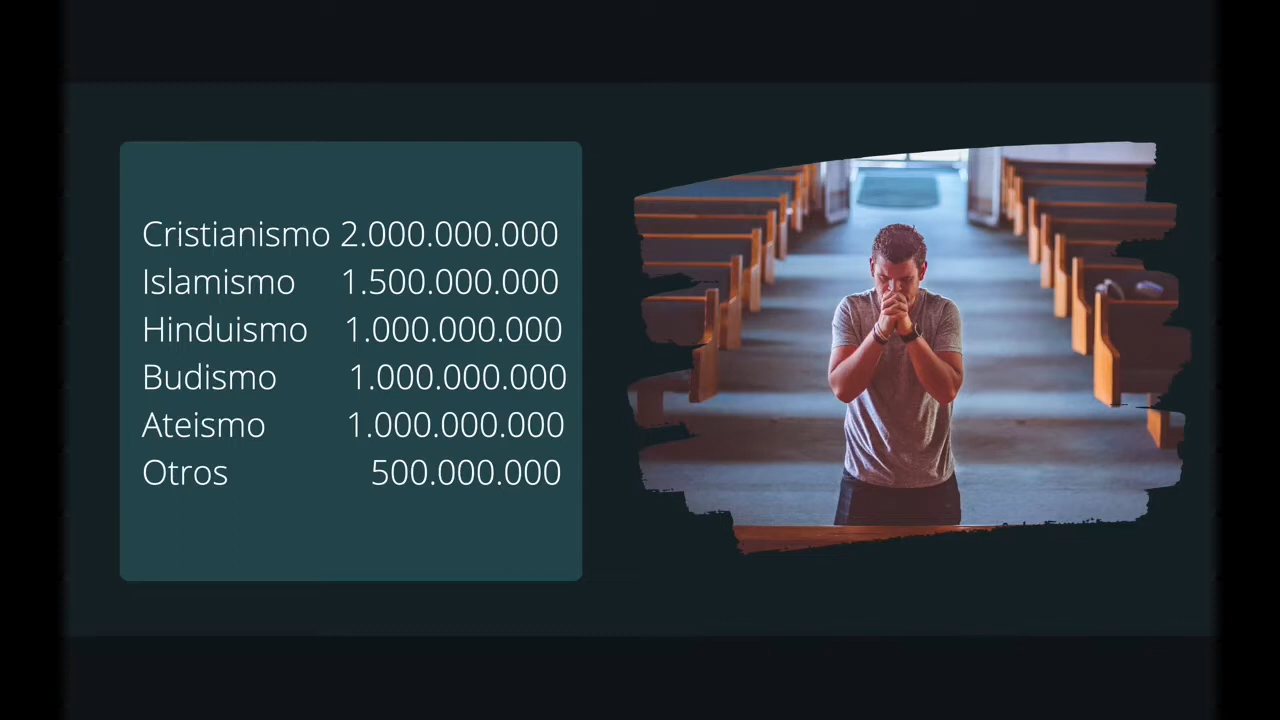 Cristianismo 2.000.000.000
Islamismo 1.500.000.000
Hinduismo 1.000.000.000
Budismo 1.000.000.000
Ateismo 1.000.000.000
Otros 500.000.000